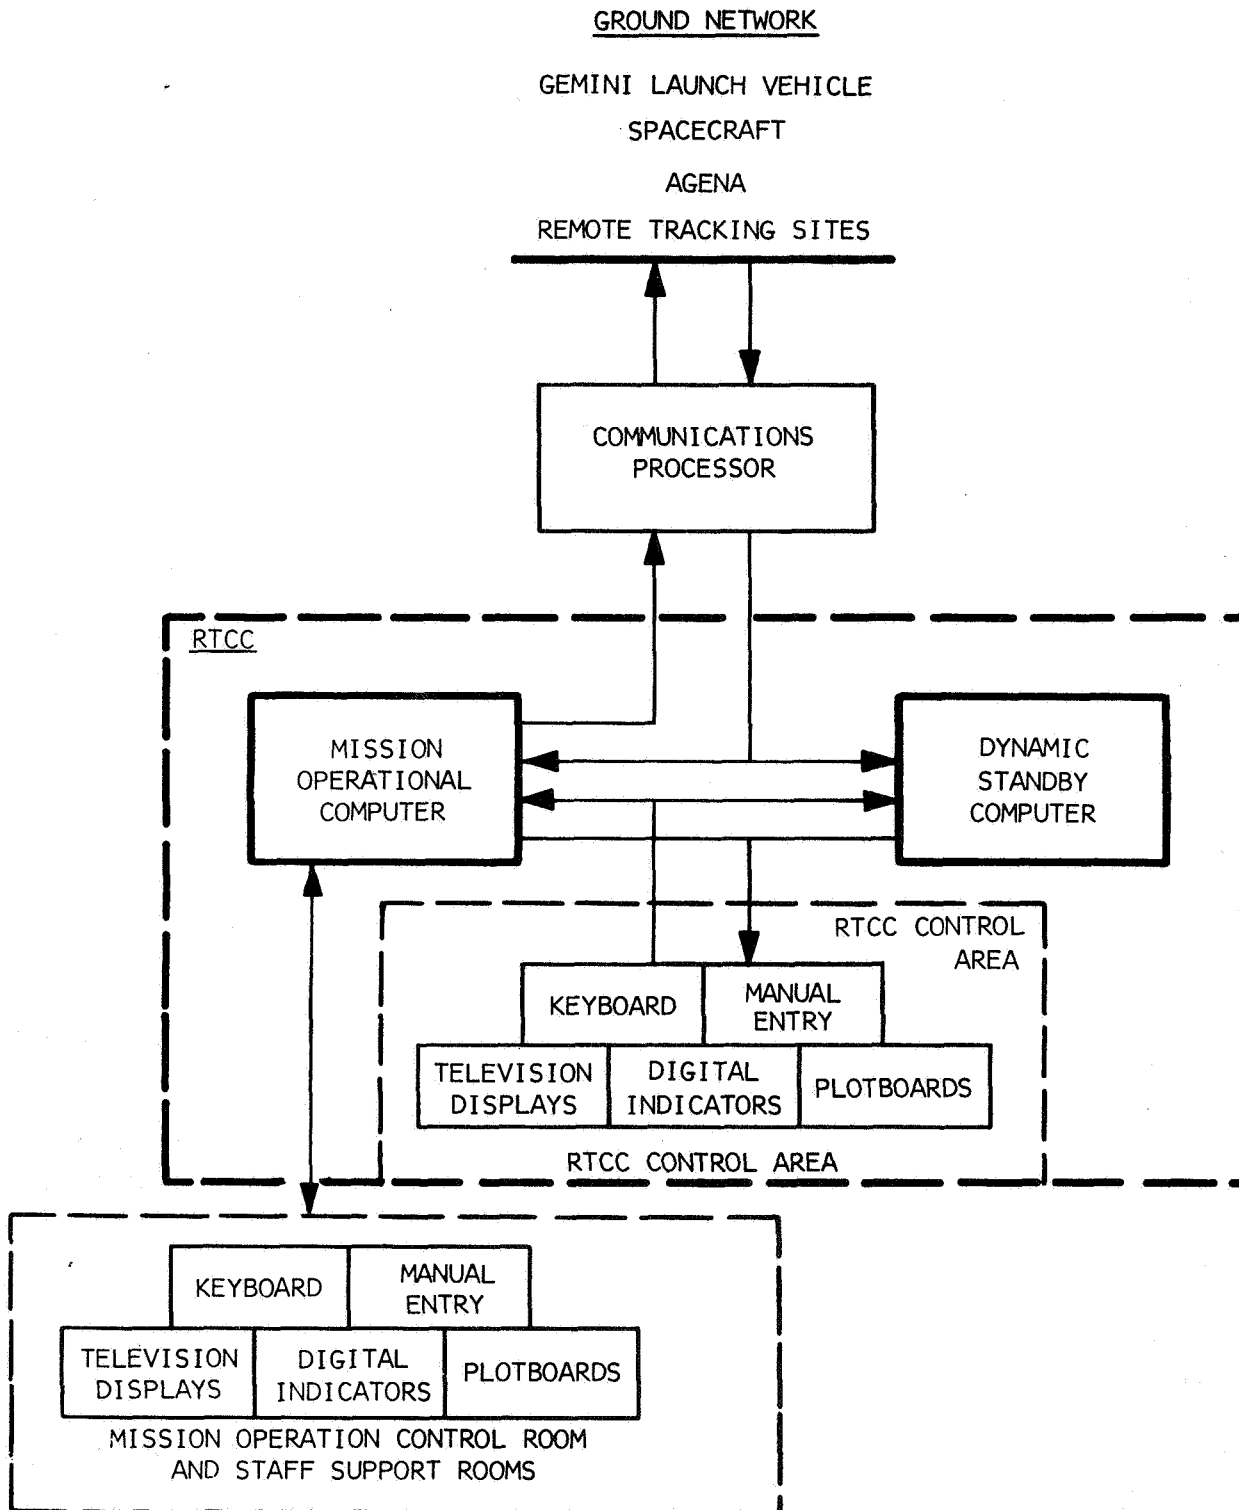 GROUND NETWORK
GEMINI LAUNCH VEHICLE
SPACECRAFT
AGENA
REMOTE TRACKING SITES
COMMUNICATIONS
PROCESSOR
RTCC
MISSION
OPERATIONAL
COMPUTER
DYNAMIC
STANDBY
COMPUTER
RTCC CONTROL
AREA
KEYBOARD
MANUAL
ENTRY
TELEVISION
DISPLAYS
DIGITAL
INDICATORS
PLOTBOARDS
RTCC CONTROL AREA
KEYBOARD
MANUAL
ENTRY
TELEVISION
DISPLAYS
DIGITAL
INDICATORS
PLOTBOARDS
MISSION OPERATION CONTROL ROOM
AND STAFF SUPPORT ROOMS